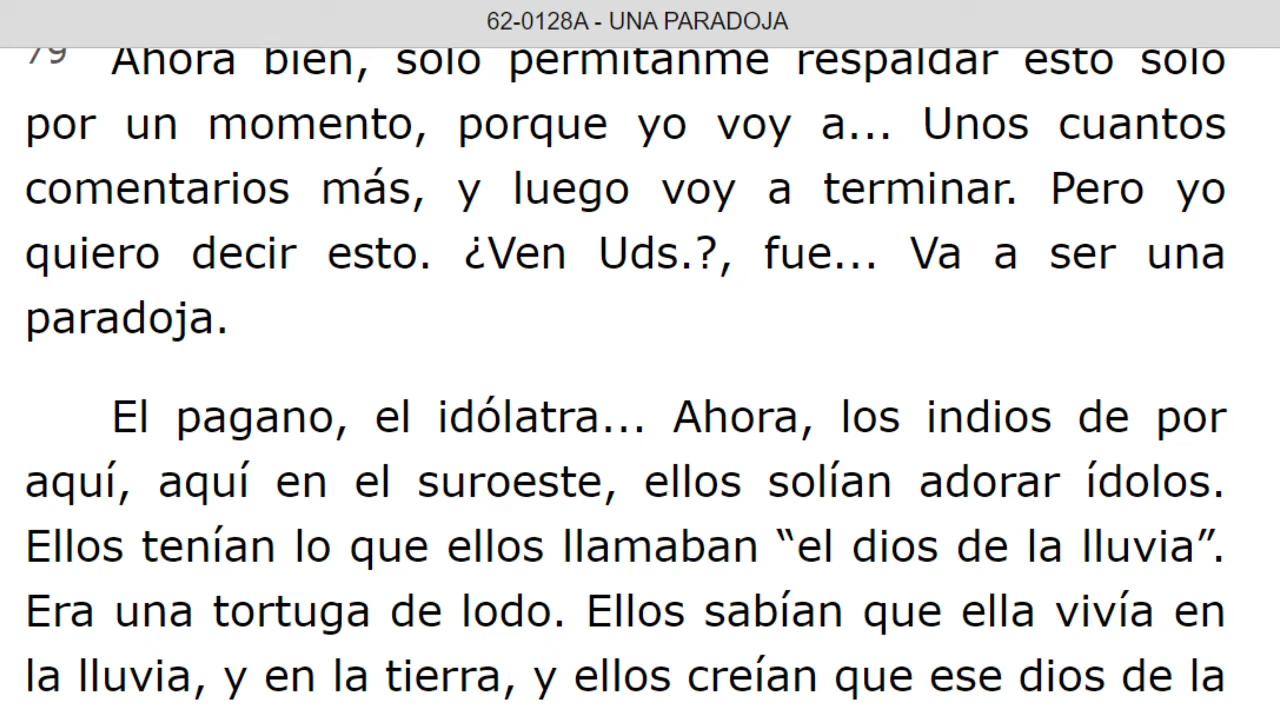 62-0128A - UNA PARADOJA
79 Ahora bien, sólo permítanme respaldar esto sólo
por un momento, porque yo voy a... Unos cuantos
comentarios más, y luego voy a terminar. Pero yo
quiero decir esto. ¿Ven Uds.?, fue... Va a ser una
paradoja.
El pagano, el idólatra... Ahora, los indios de por
aquí, aquí en el suroeste, ellos solían adorar ídolos.
Ellos tenían lo que ellos llamaban “el dios de la lluvia”.
Era una tortuga de lodo. Ellos sabían que ella vivía en
la lluvia, y en la tierra, y ellos creían que ese dios de la